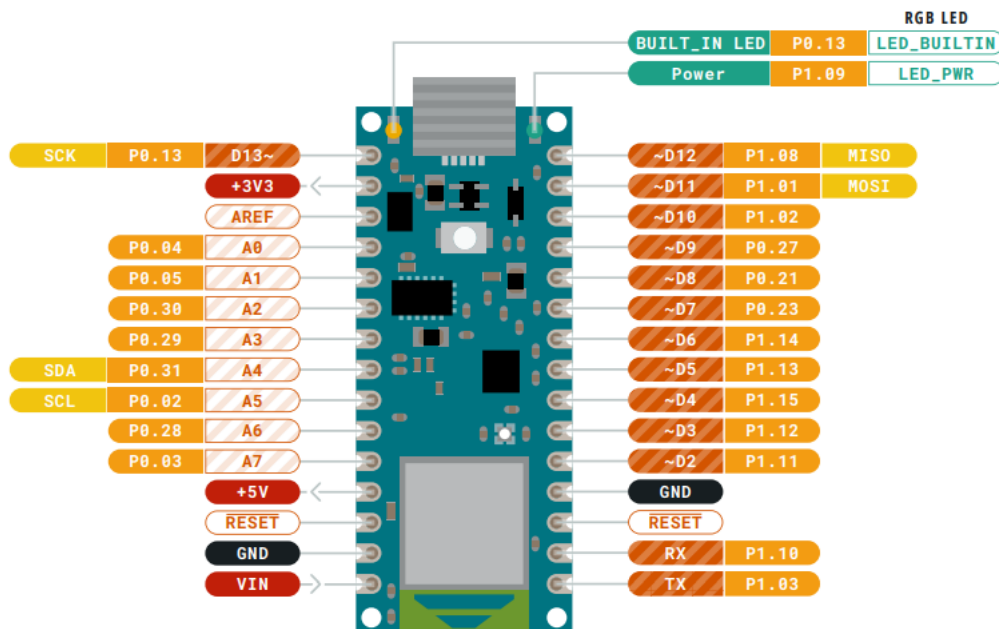 RGB LED
BUILT_IN LED P0.13 LED_BUILTIN
Power P1.09 LED_PWR
SCK P0.13 D13~ ~D12 P1.08 MISO
+3V3 ~D11 P1.01 MOSI
AREF ~D10 P1.02
P0.04 A0 ~D9 P0.27
P0.05 A1 ~D8 P0.21
P0.30 A2 ~D7 P0.23
P0.29 A3 ~D6 P1.14
SDA P0.31 A4 ~D5 P1.13
SCL P0.02 A5 ~D4 P1.15
P0.28 A6 ~D3 P1.12
P0.03 A7 ~D2 P1.11
+5V GND
RESET RESET
GND RX P1.10
VIN TX P1.03